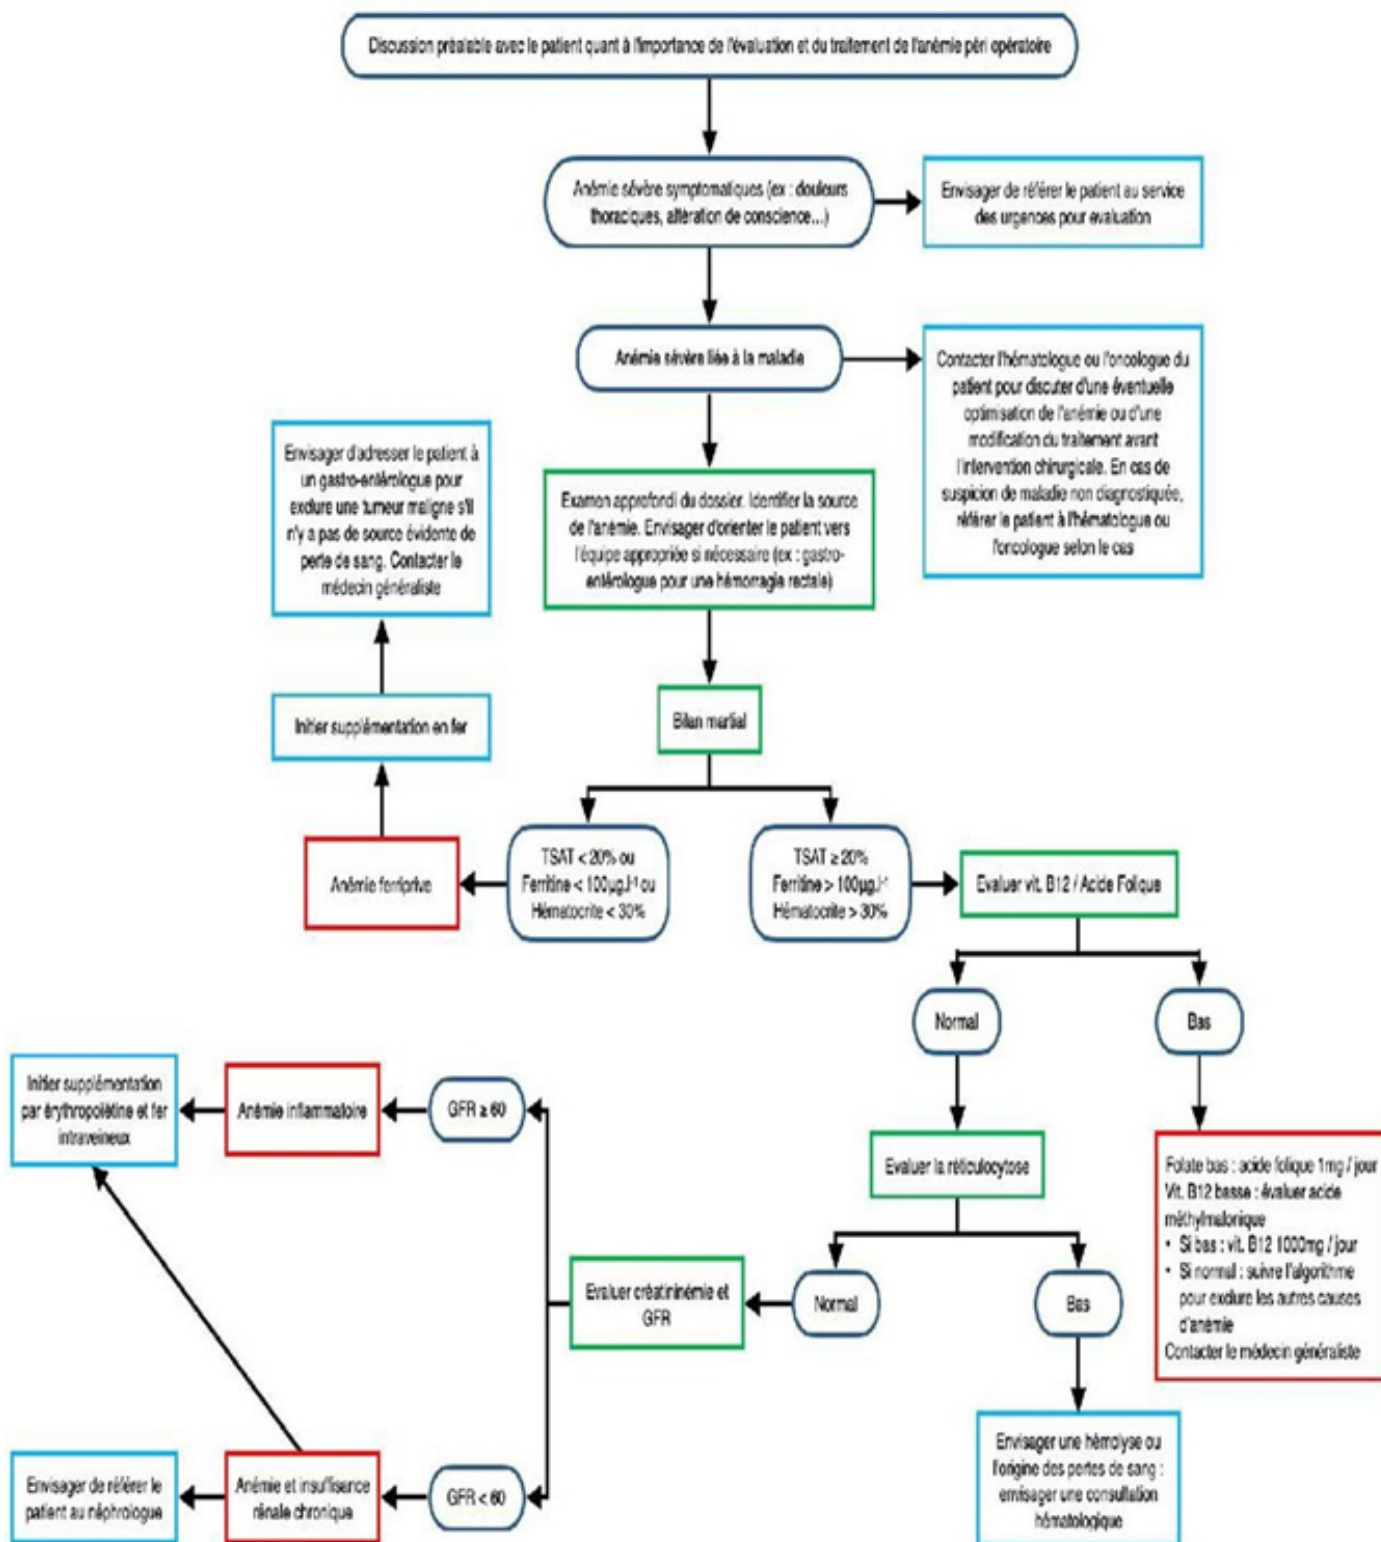 Discussion préalable avec le patient quant à l'importance de l'évaluation et du traitement de l'anémie péri opératoire
Anémie sévère symptomatiques (ex : douleurs
thoraciques, altération de conscience…)
Envisager de référer le patient au service
des urgences pour evaluation
Anémie sévère liée à la maladie
Contacter l'hématologue ou l'oncologue du
patient pour discuter d'une éventuelle
optimisation de l'anémie ou d'une
modification du traitement avant
l'intervention chirurgicale. En cas de
suspicion de maladie non diagnostiquée,
référer le patient à l'hématologue ou
l'oncologue selon le cas
Envisager d'adresser le patient à
un gastro-entérologue pour
exclure une tumeur maligne s'il
n'y a pas de source évidente de
perte de sang. Contacter le
médecin généraliste
Examen approfondi du dossier. Identifier la source
de l'anémie. Envisager d'orienter le patient vers
l'équipe appropriée si nécessaire (ex : gastro-
entérologue pour une hémorragie rectale)
Initier supplémentation en fer
Bilan martial
Anémie ferriprive
TSAT < 20% ou
Ferritine < 100µg.l⁻¹ ou
Hématocrite < 30%
TSAT ≥ 20%
Ferritine > 100µg.l⁻¹
Hématocrite > 30%
Evaluer vit. B12 / Acide Folique
Normal
Bas
Initier supplémentation
par érythropoïétine et fer
intraveineux
Anémie inflammatoire
GFR ≥ 60
Evaluer la réticulocytose
Folate bas : acide folique 1mg / jour
Vit. B12 basse : évaluer acide
méthylmalonique
• Si bas : vit. B12 1000mg / jour
• Si normal : suivre l'algorithme
pour exclure les autres causes
d'anémie
Contacter le médecin généraliste
Evaluer créatininémie et
GFR
Normal
Bas
Envisager de référer le
patient au néphrologue
Anémie et insuffisance
rénale chronique
GFR < 60
Envisager une hémolyse ou
l'origine des pertes de sang :
envisager une consultation
hématologique